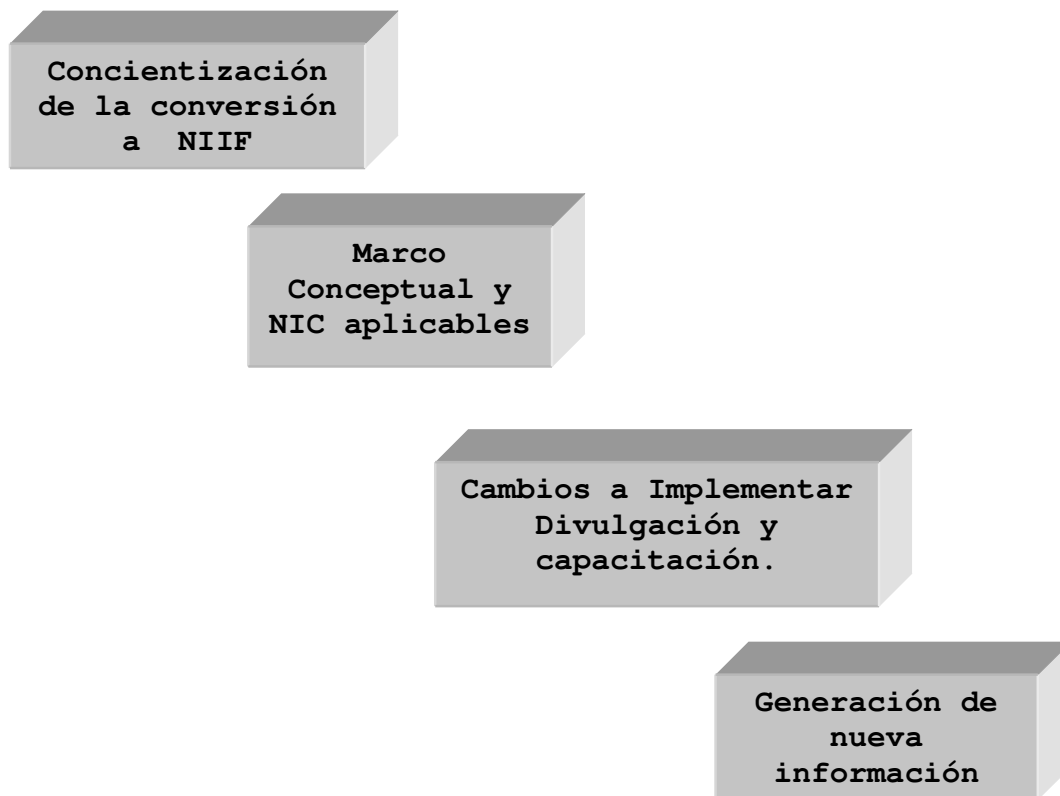 Concientización
de la conversión
a NIIF
Marco
Conceptual y
NIC aplicables
Cambios a Implementar
Divulgación y
capacitación.
Generación de
nueva
información